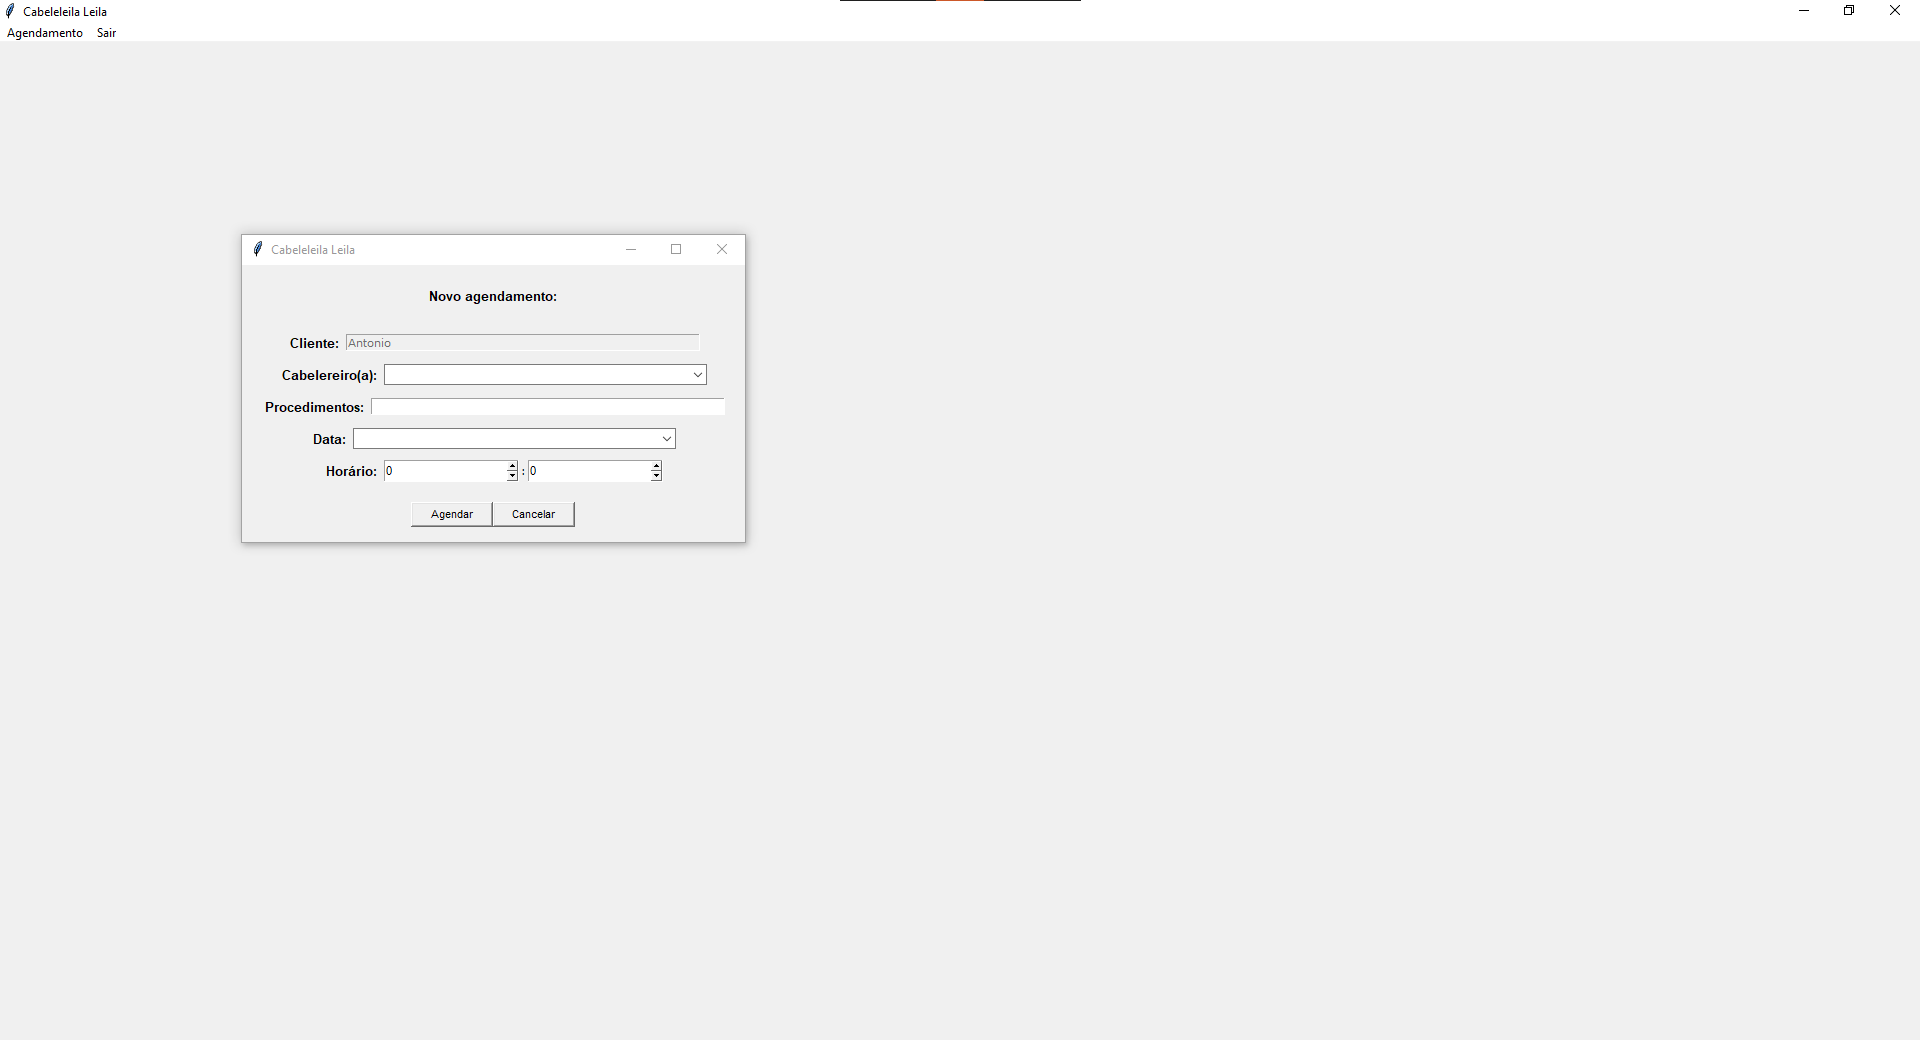 Cabeleleila Leila
Agendamento Sair
Cabeleleila Leila
Novo agendamento:
Cliente: Antonio
Cabelereiro(a):
Procedimentos:
Data:
Horário: 0 : 0
Agendar Cancelar